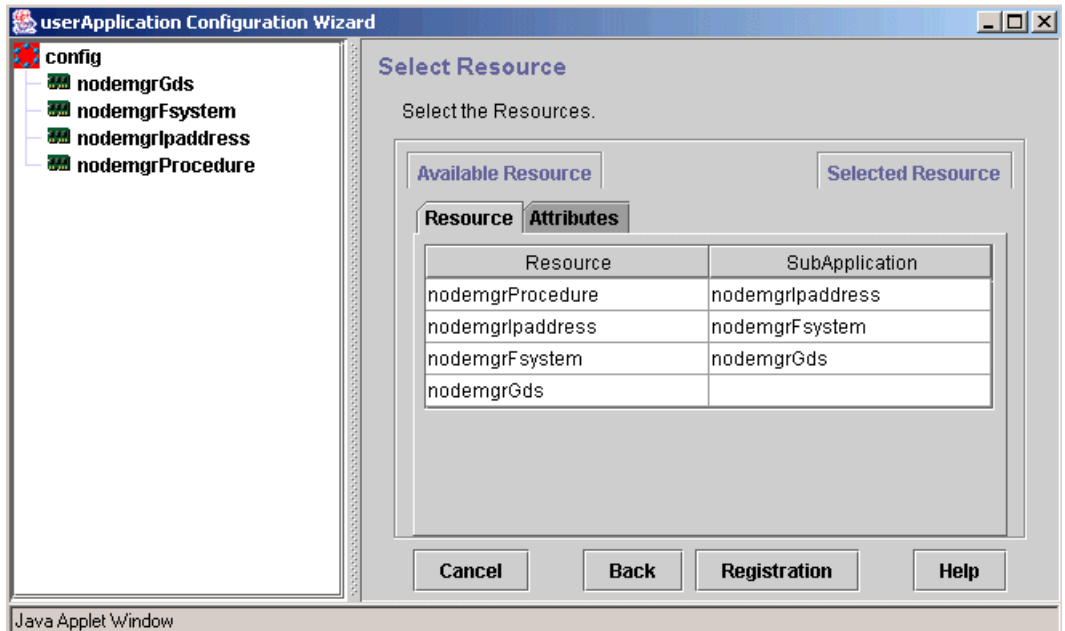 userApplication Configuration Wizard
config
nodemgrGds
nodemgrFsystem
nodemgrIpaddress
nodemgrProcedure
Select Resource
Select the Resources.
Available Resource Selected Resource
Resource Attributes
Resource SubApplication
nodemgrProcedure nodemgrIpaddress
nodemgrIpaddress nodemgrFsystem
nodemgrFsystem nodemgrGds
nodemgrGds
Cancel Back Registration Help
Java Applet Window